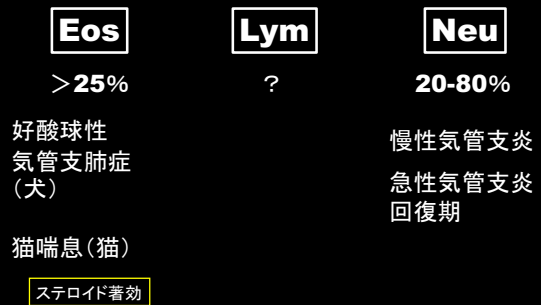 Eos
Lym
Neu
＞25%
？
20-80%
好酸球性
気管支肺症
（犬）
猫喘息（猫）
ステロイド著効
慢性気管支炎
急性気管支炎
回復期